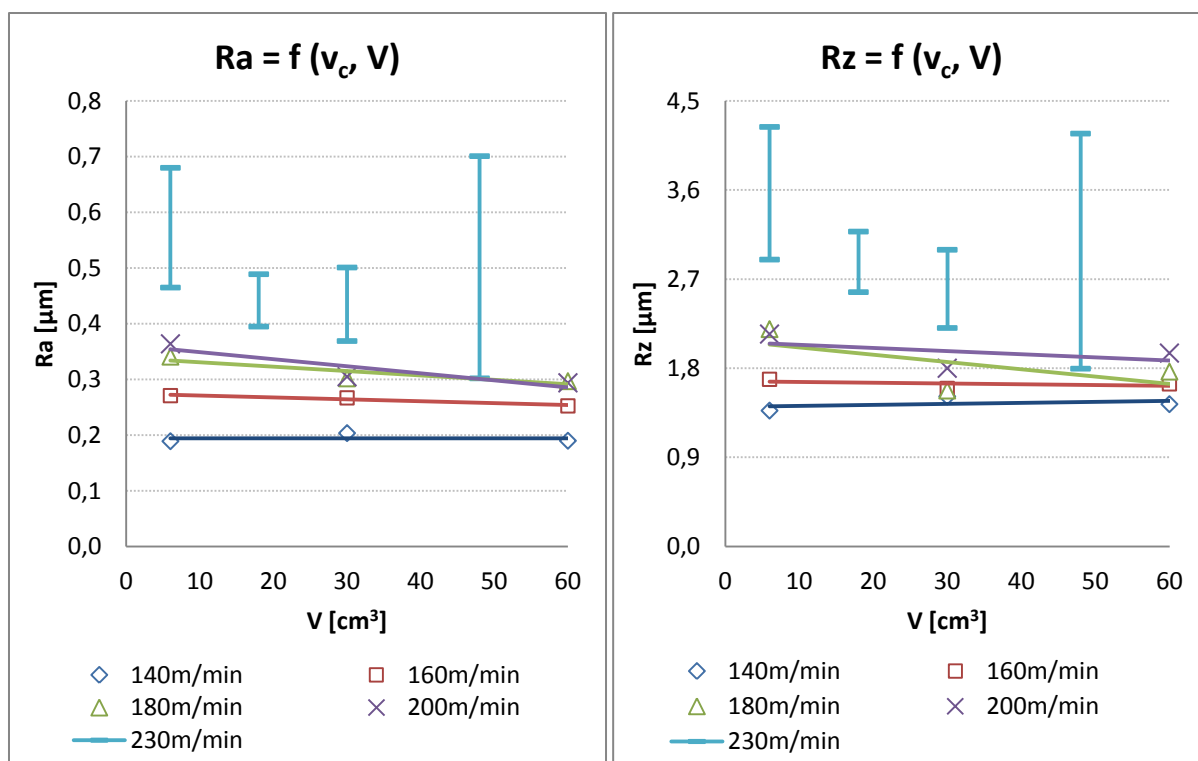 Ra = f (vc, V)
0,8
0,7
0,6
0,5
0,4
0,3
0,2
0,1
0,0
Ra [µm]
0 10 20 30 40 50 60
V [cm³]
140m/min 160m/min
180m/min 200m/min
230m/min
Rz = f (vc, V)
4,5
3,6
2,7
1,8
0,9
0,0
Rz [µm]
0 10 20 30 40 50 60
V [cm³]
140m/min 160m/min
180m/min 200m/min
230m/min